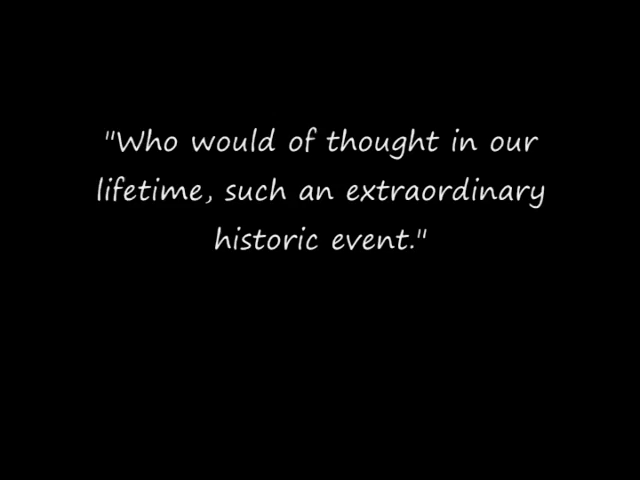 "Who would of thought in our
lifetime, such an extraordinary
historic event."